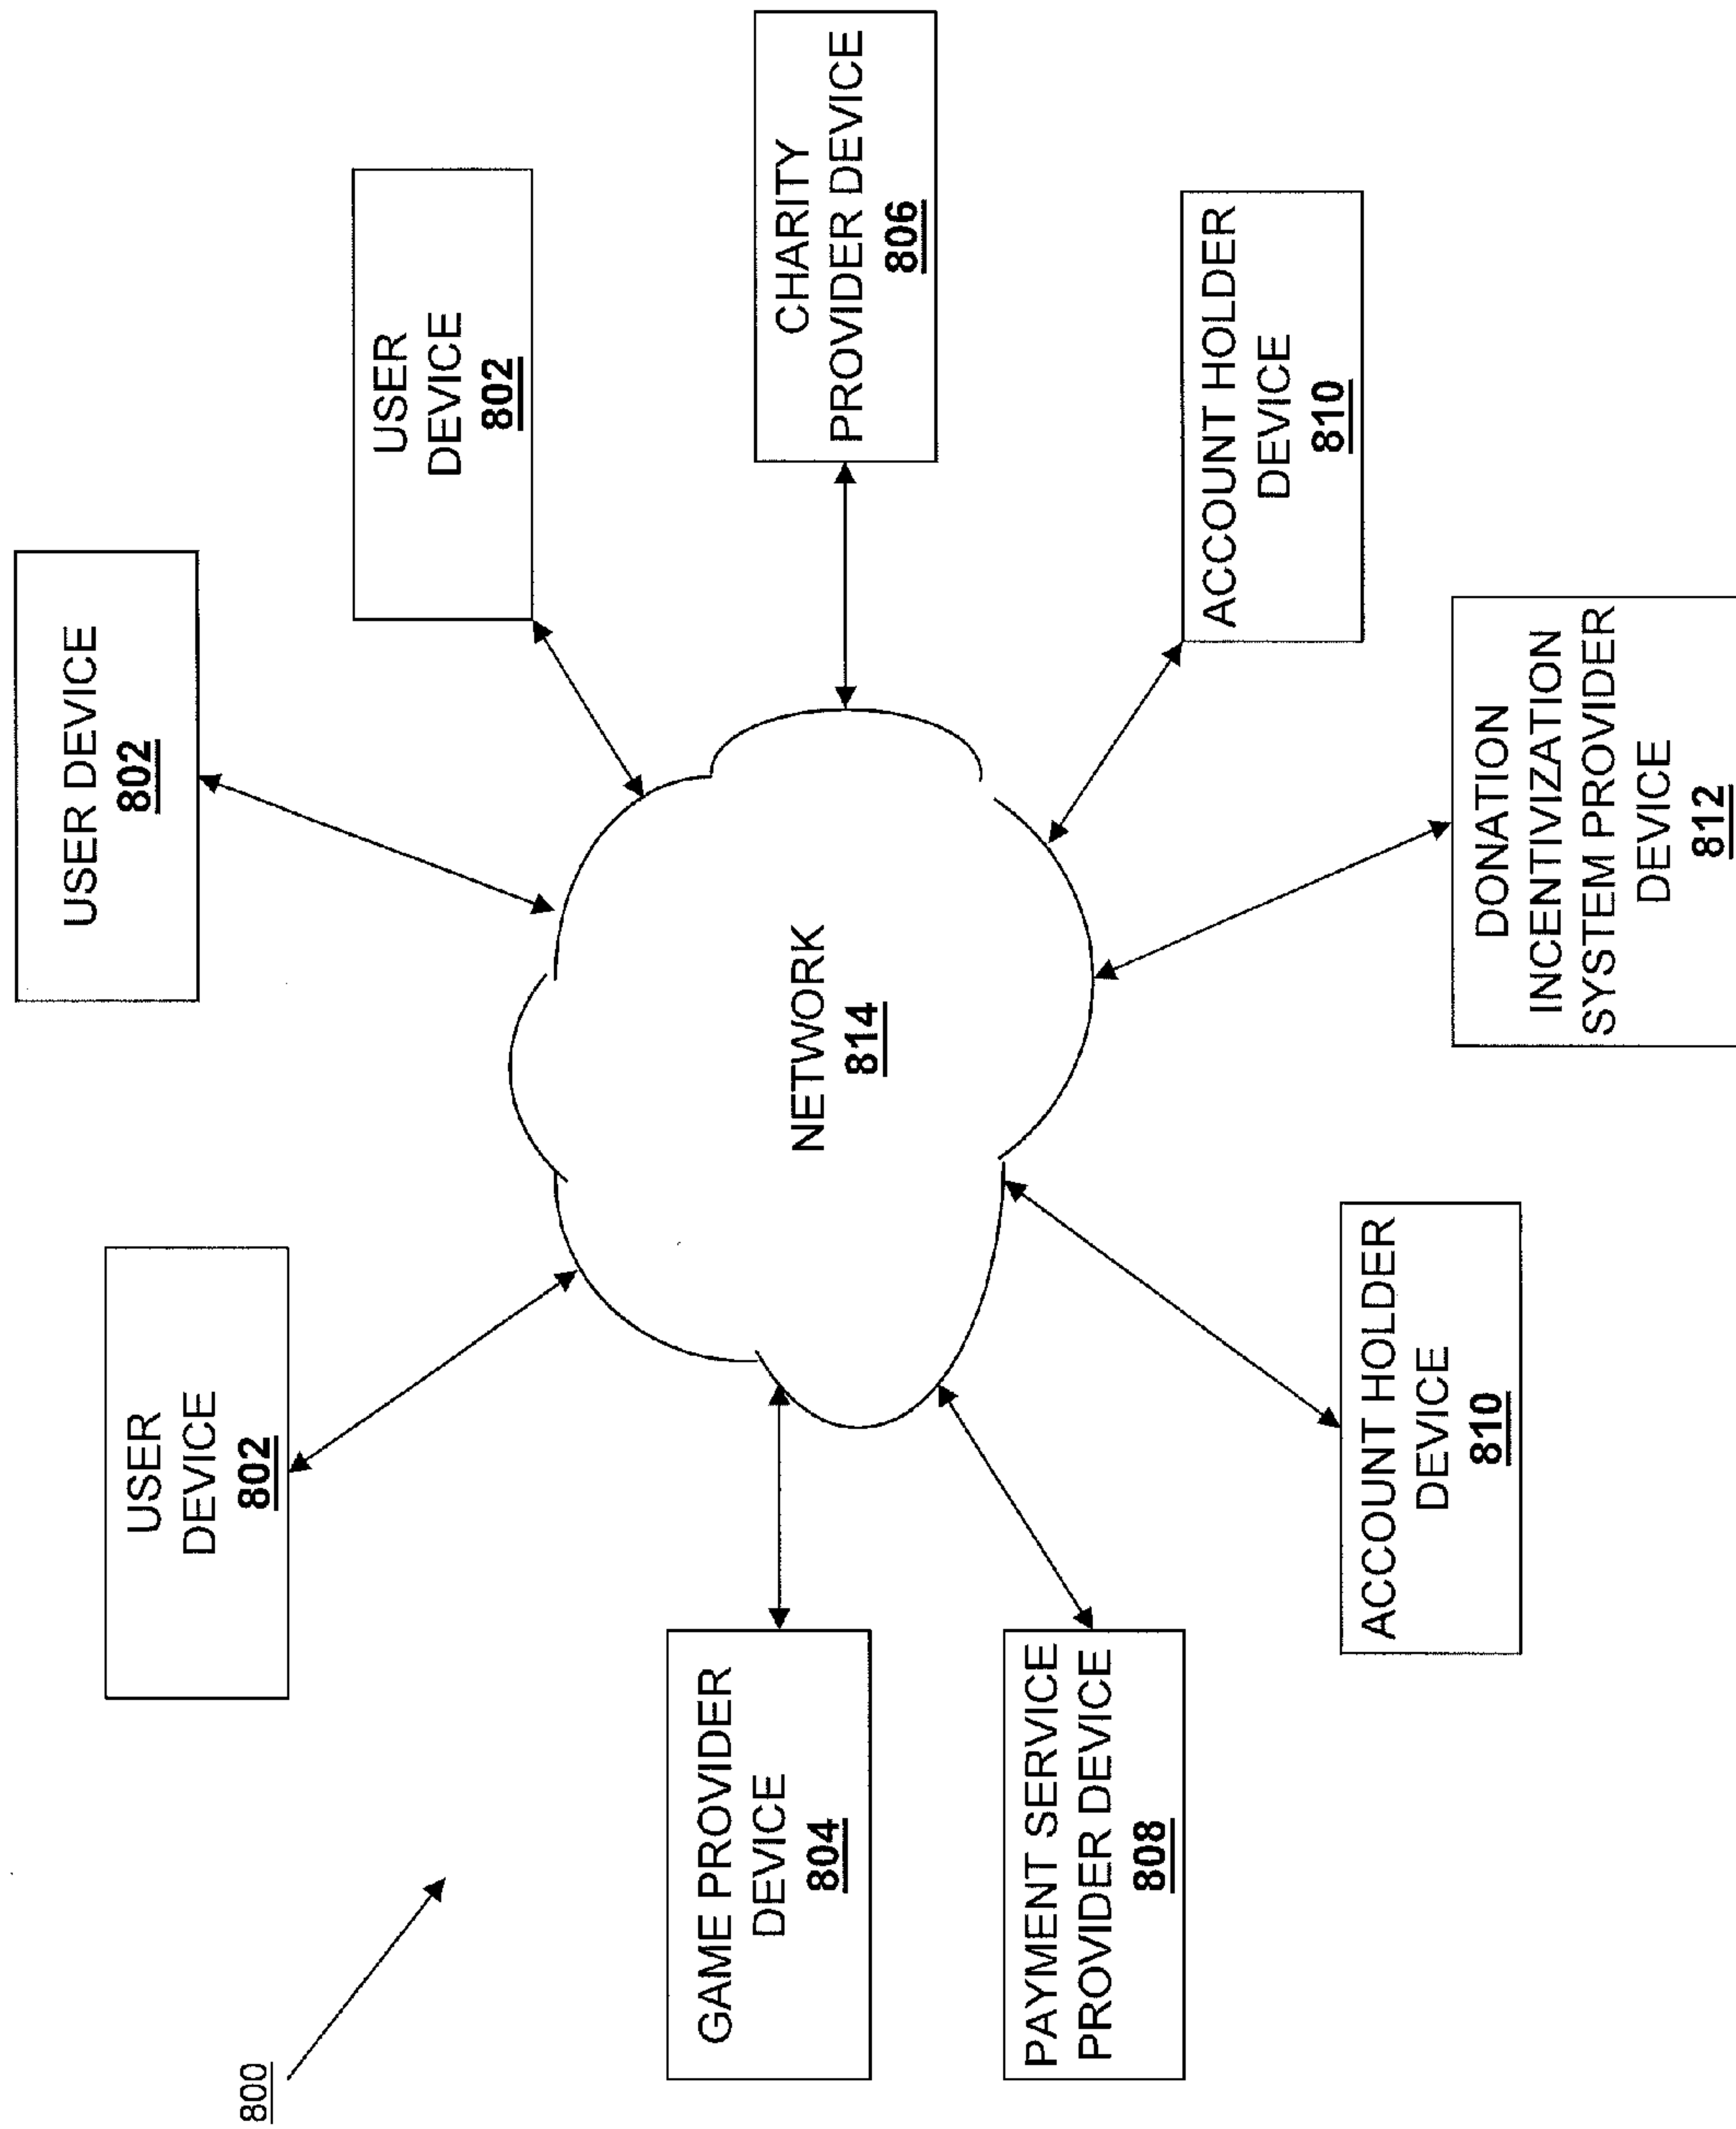 800
USER
DEVICE
802
USER DEVICE
802
USER
DEVICE
802
GAME PROVIDER
DEVICE
804
NETWORK
814
CHARITY
PROVIDER DEVICE
806
PAYMENT SERVICE
PROVIDER DEVICE
808
ACCOUNT HOLDER
DEVICE
810
ACCOUNT HOLDER
DEVICE
810
DONATION
INCENTIVIZATION
SYSTEM PROVIDER
DEVICE
812